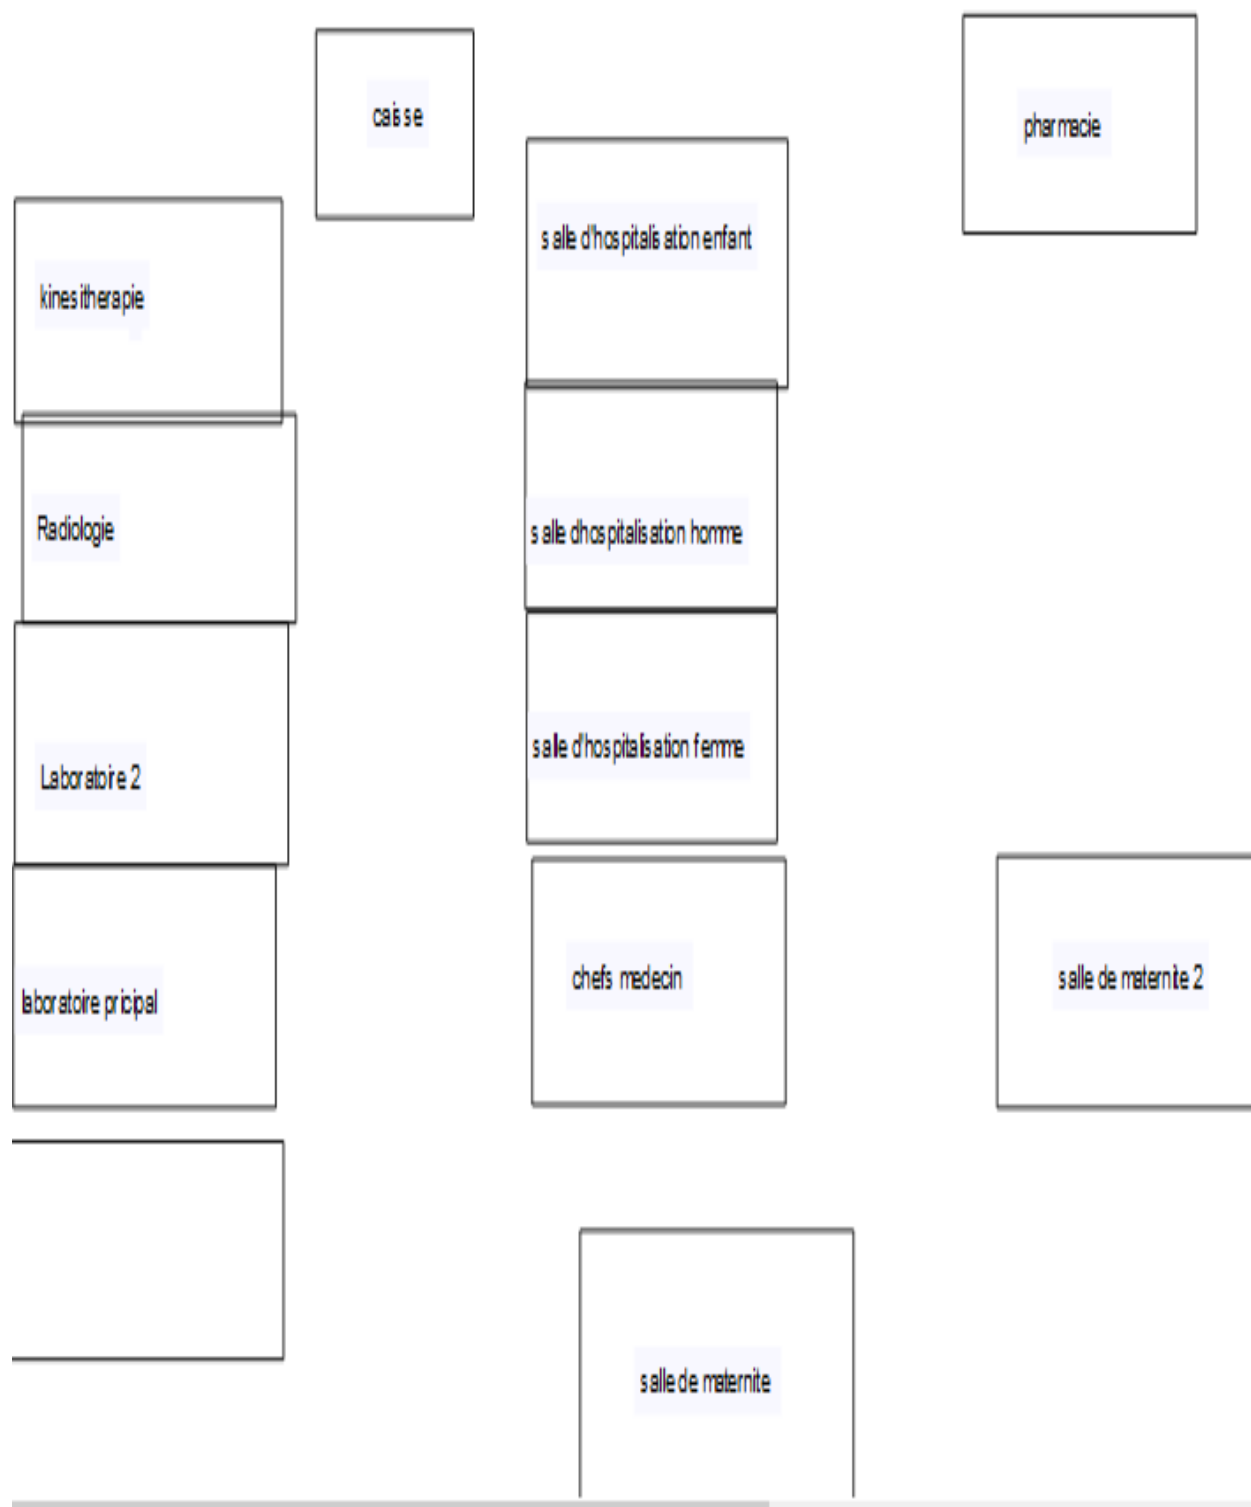 caisse
pharmacie
salle d'hospitalisation enfant
kinesitherapie
Radiologie
salle dhospitalisation homme
salle d'hospitalisation femme
Laboratoire 2
chefs medecin
salle de maternite 2
laboratoire pricipal
salle de maternite